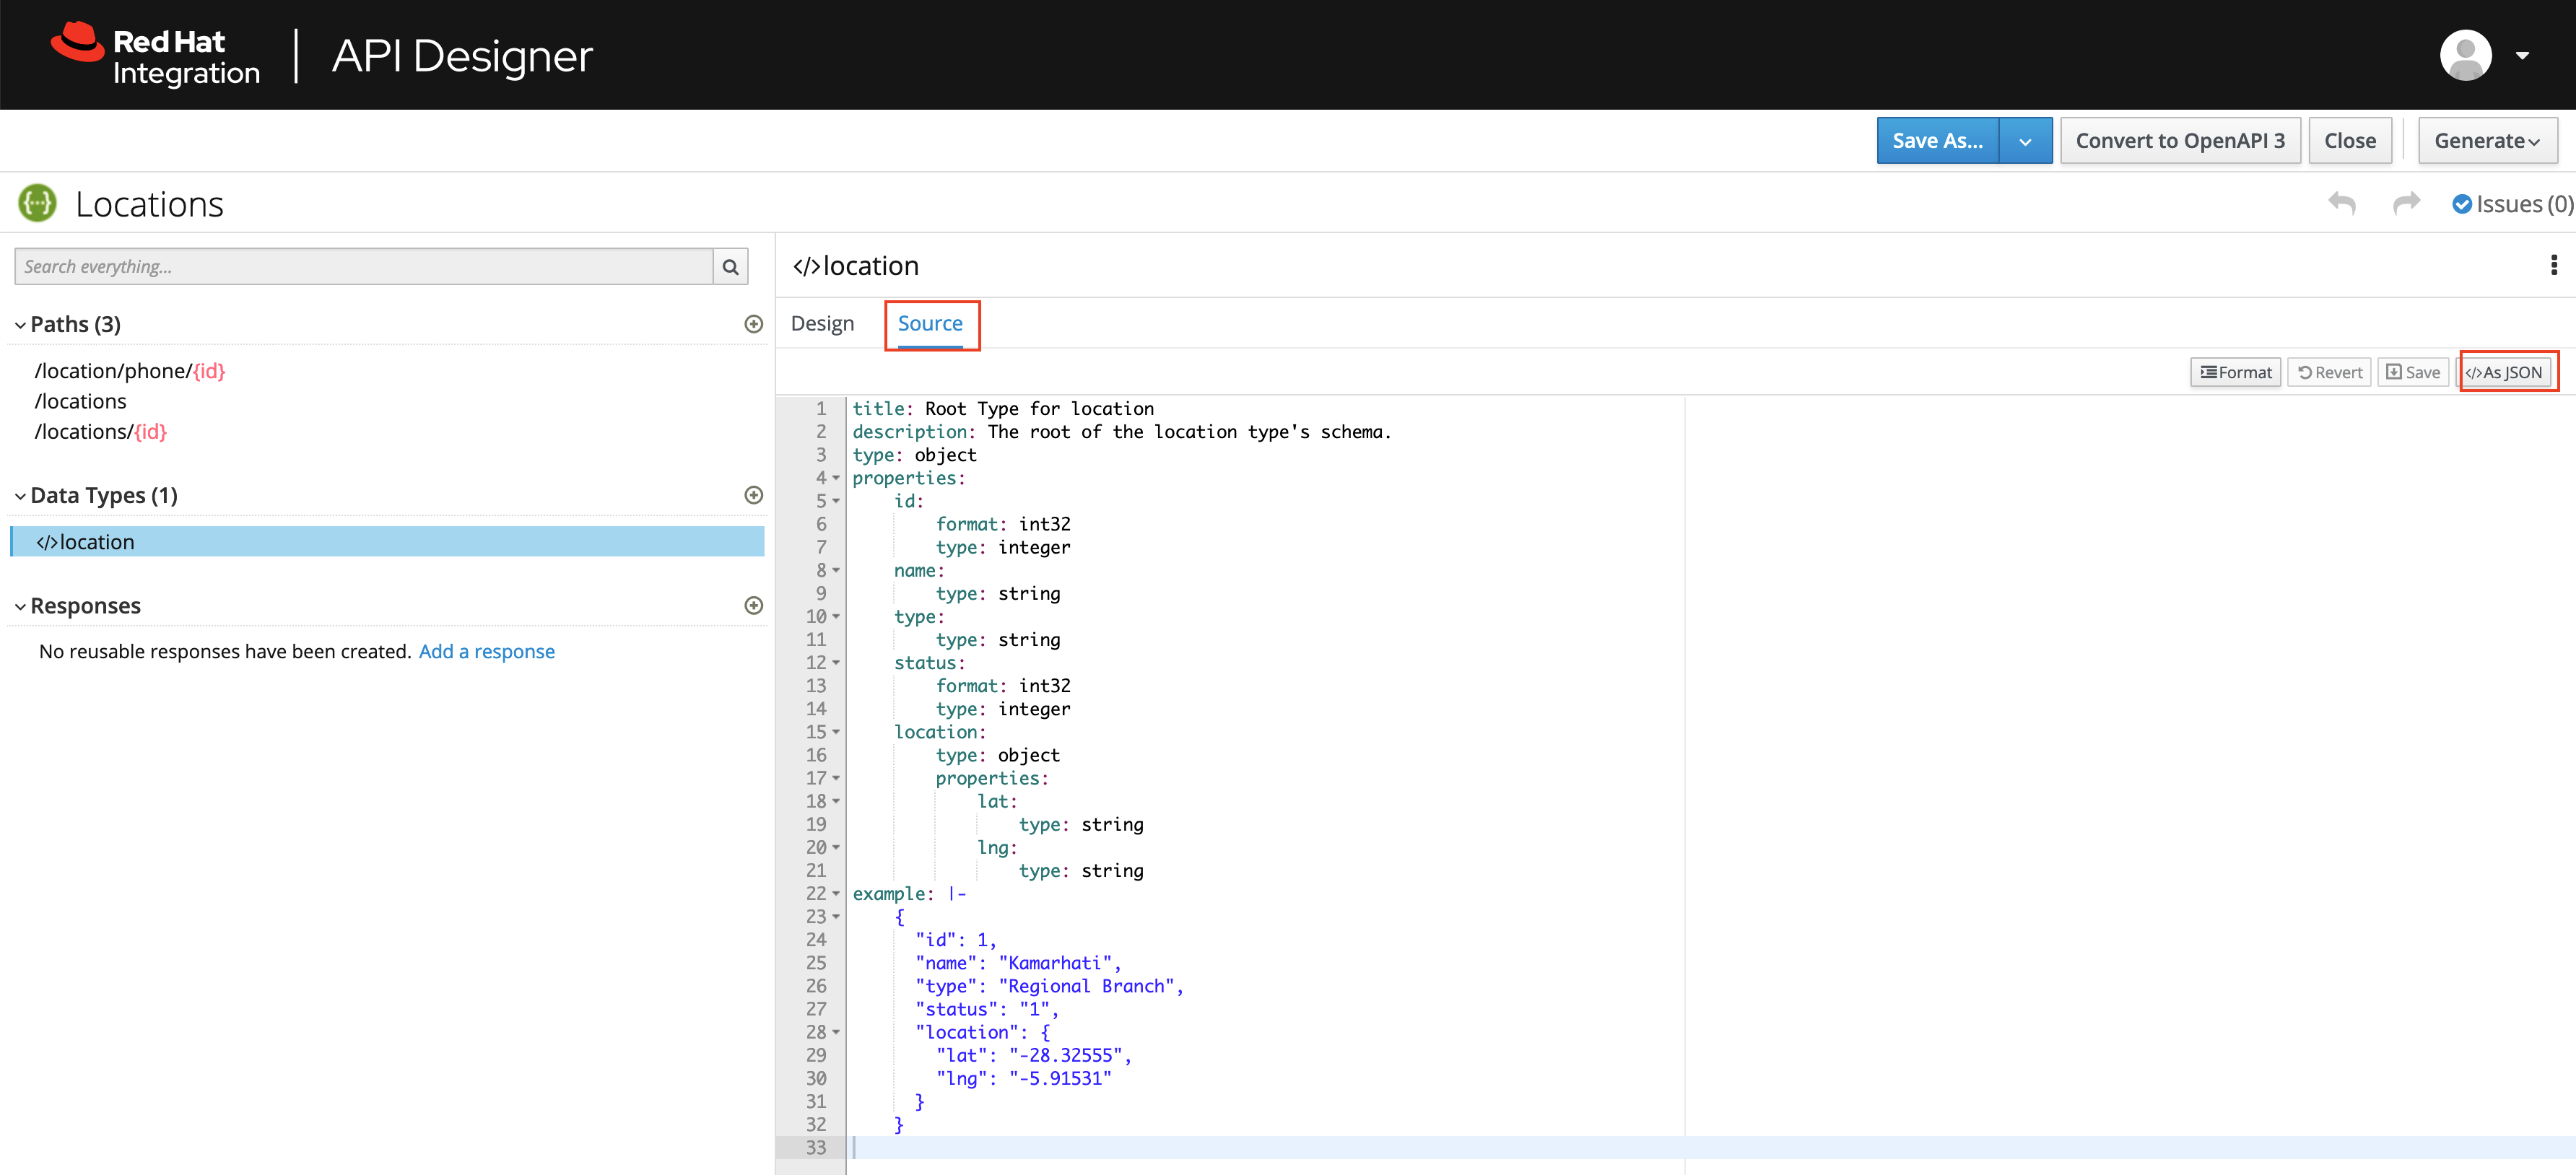 Red Hat
Integration
API Designer
Save As...
Convert to OpenAPI 3
Close
Generate
Locations
Issues (0)
Search everything...
Paths (3)
/location/phone/{id}
/locations
/locations/{id}
Data Types (1)
</>location
Responses
No reusable responses have been created. Add a response
</>location
Design
Source
Format
Revert
Save
</>As JSON
1 title: Root Type for location
2 description: The root of the location type's schema.
3 type: object
4 properties:
5 id:
6 format: int32
7 type: integer
8 name:
9 type: string
10 type:
11 type: string
12 status:
13 format: int32
14 type: integer
15 location:
16 type: object
17 properties:
18 lat:
19 type: string
20 lng:
21 type: string
22 example: |-
23 {
24 "id": 1,
25 "name": "Kamarhati",
26 "type": "Regional Branch",
27 "status": "1",
28 "location": {
29 "lat": "-28.32555",
30 "lng": "-5.91531"
31 }
32 }
33